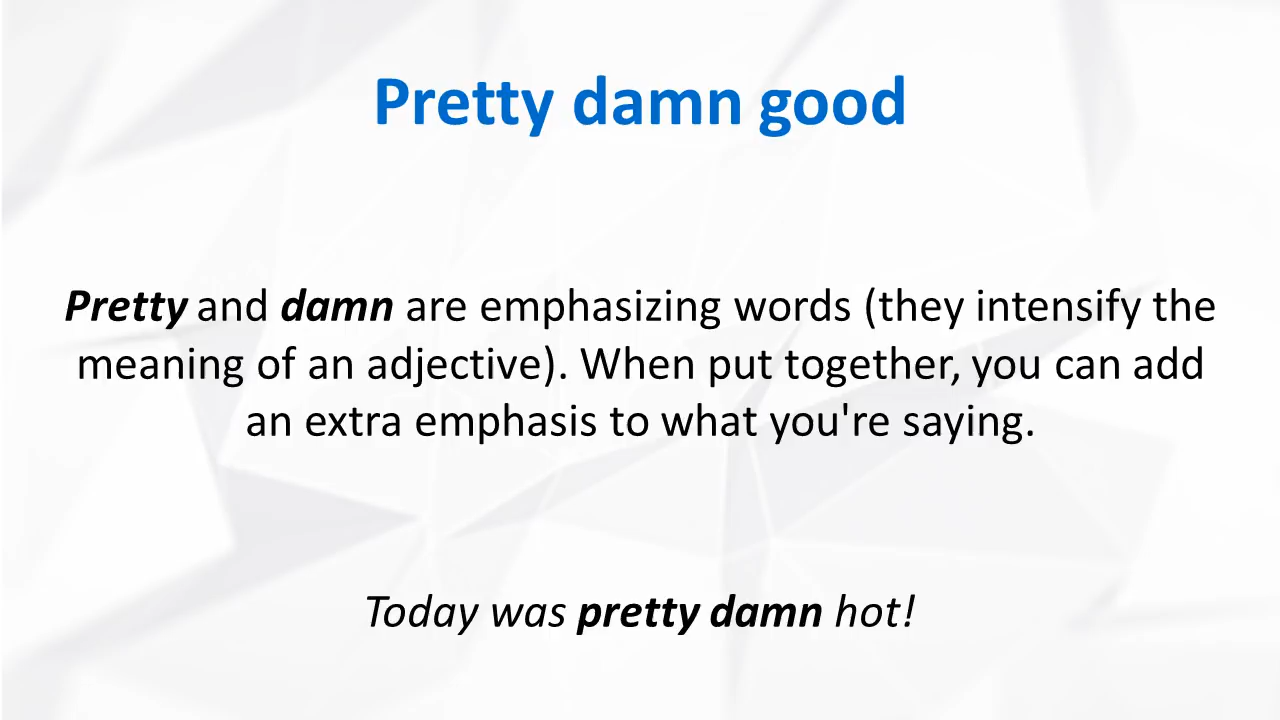 Pretty damn good
Pretty and damn are emphasizing words (they intensify the
meaning of an adjective). When put together, you can add
an extra emphasis to what you're saying.
Today was pretty damn hot!